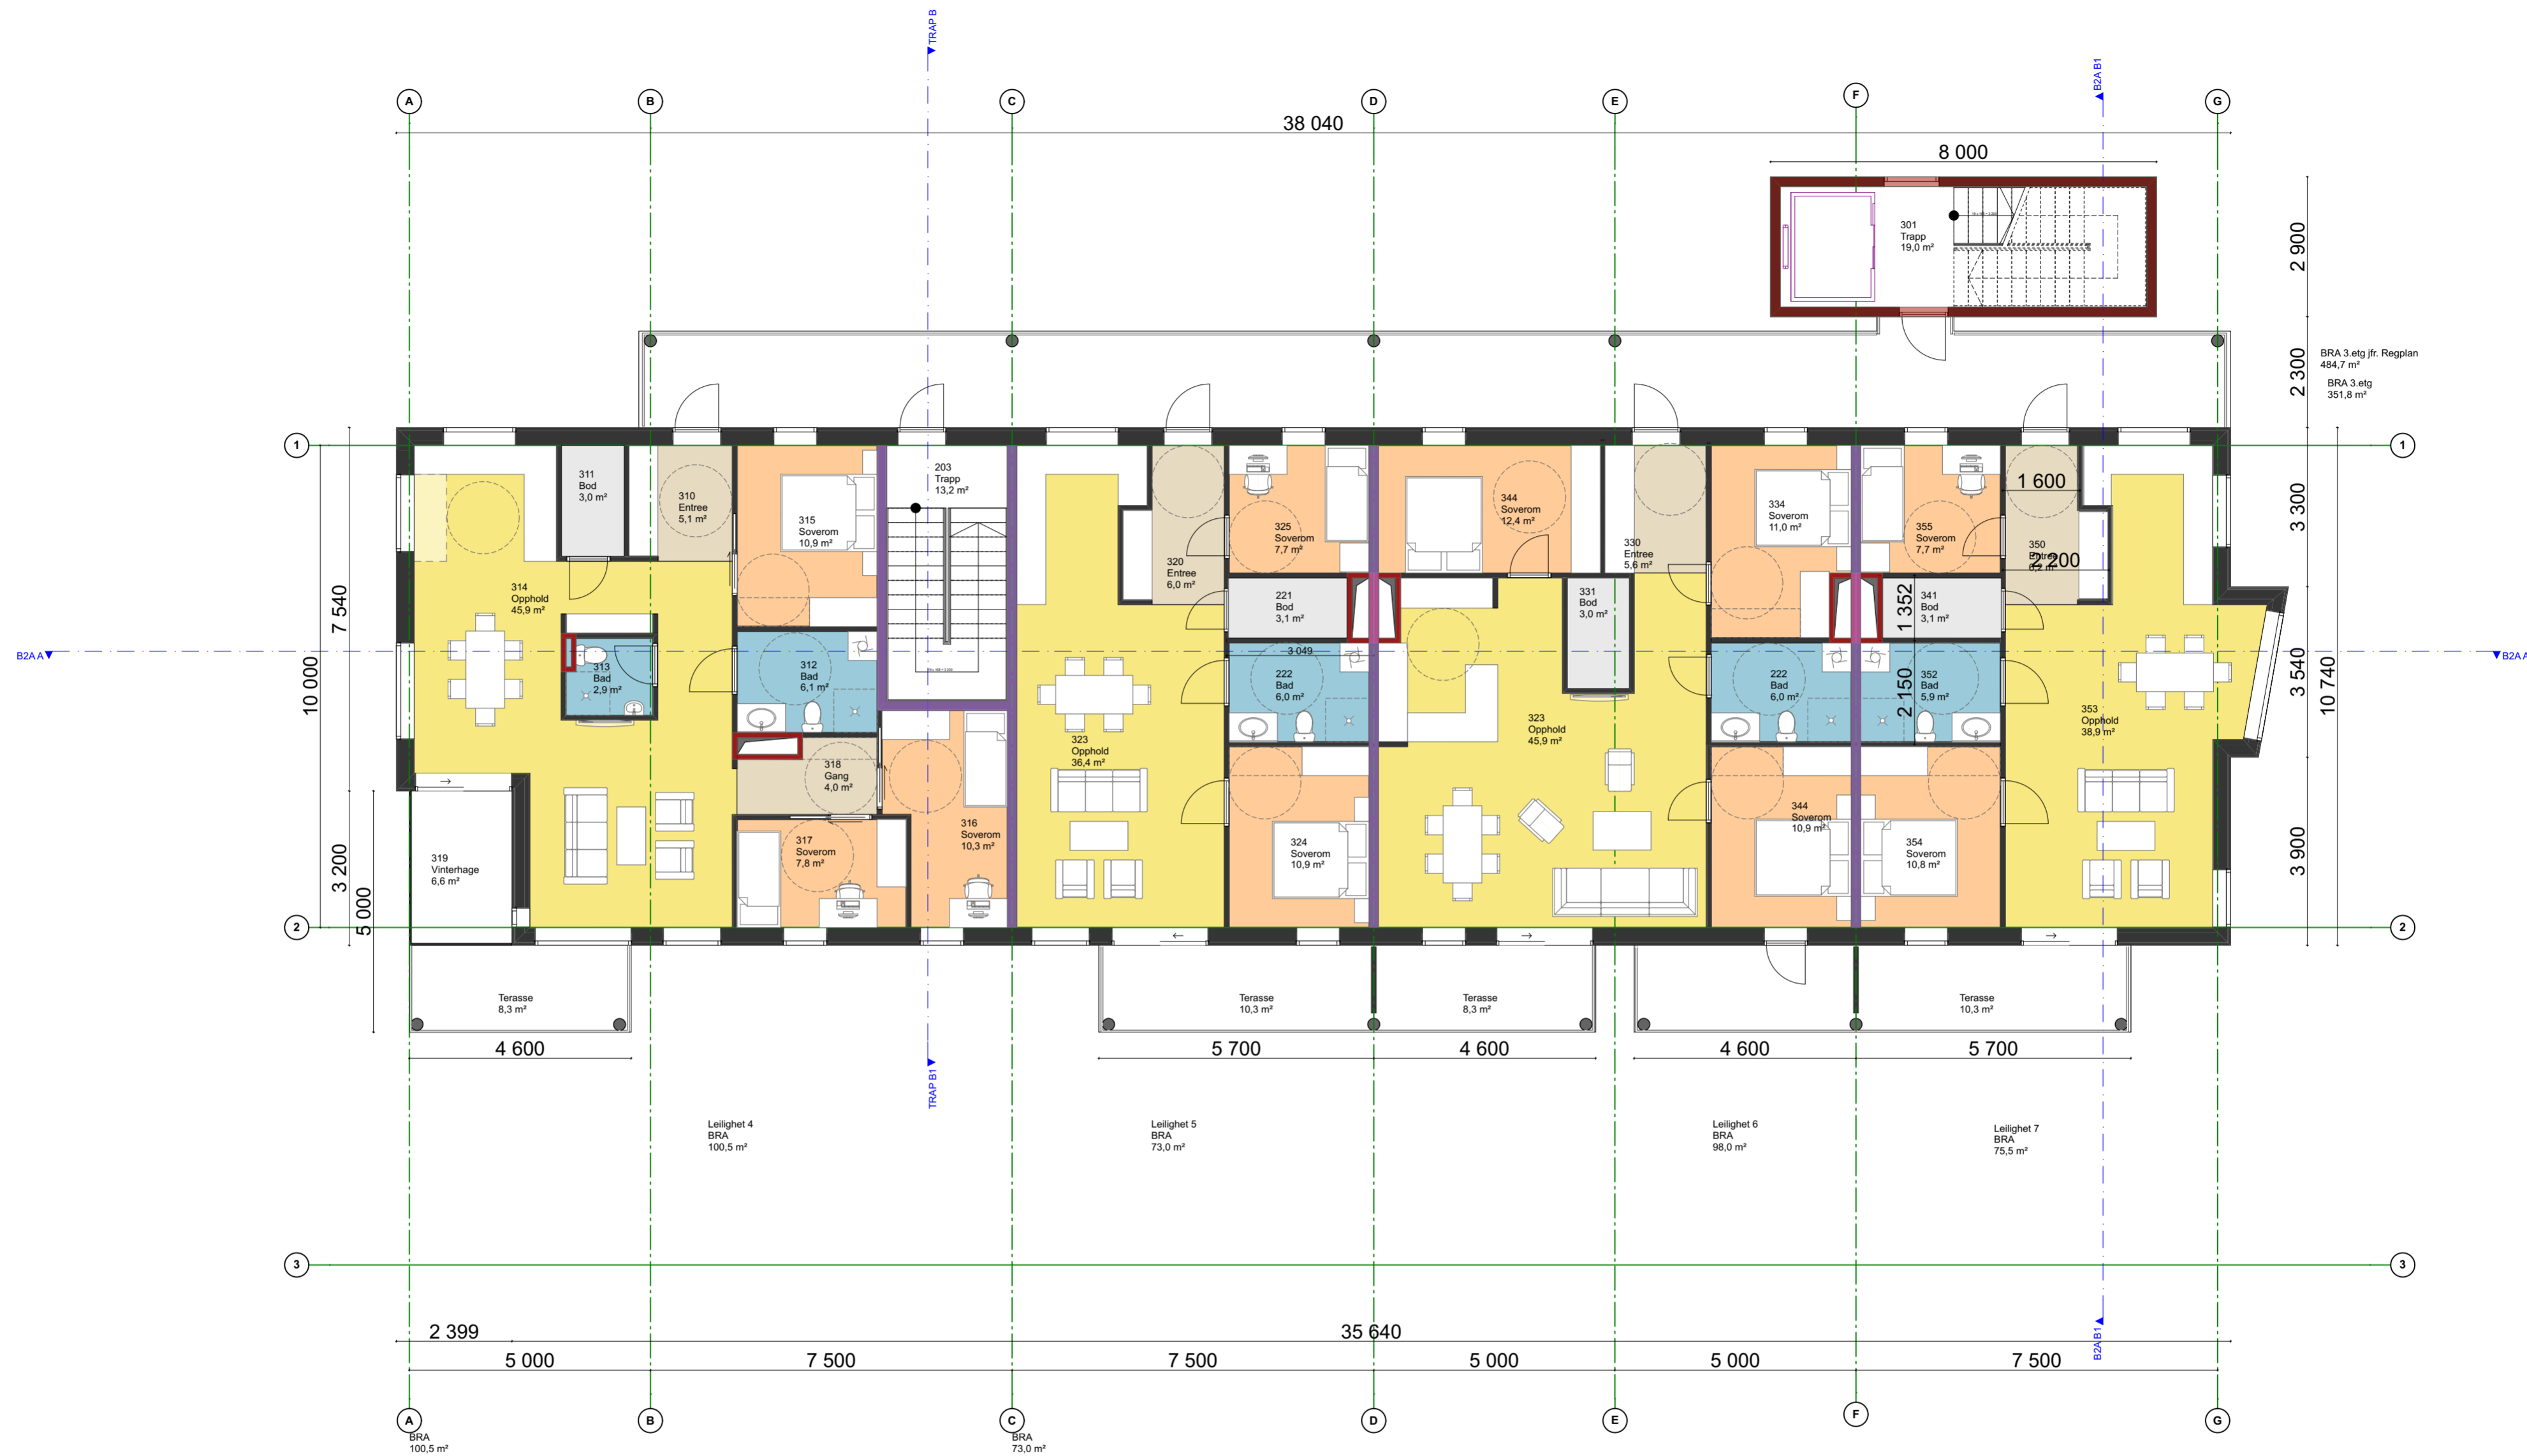 TRAP B
B2A B1
A
B
C
D
E
F
G
38 040
8 000
301
Trapp
19,0 m²
2 900
2 300
BRA 3.etg jfr. Regplan
484,7 m²
BRA 3.etg
351,8 m²
1
1
311
Bod
3,0 m²
310
Entree
5,1 m²
315
Soverom
10,9 m²
203
Trapp
13,2 m²
320
Entree
6,0 m²
325
Soverom
7,7 m²
344
Soverom
12,4 m²
330
Entree
5,6 m²
334
Soverom
11,0 m²
355
Soverom
7,7 m²
1 600
350
Entree
2 200
3 300
7 540
314
Opphold
45,9 m²
221
Bod
3,1 m²
331
Bod
3,0 m²
1 352
341
Bod
3,1 m²
B2A A
B2A A
10 000
313
Bad
2,9 m²
312
Bad
6,1 m²
3 049
222
Bad
6,0 m²
222
Bad
6,0 m²
2 150
352
Bad
5,9 m²
3 540
10 740
323
Opphold
36,4 m²
323
Opphold
45,9 m²
353
Opphold
38,9 m²
318
Gang
4,0 m²
316
Soverom
10,3 m²
317
Soverom
7,8 m²
324
Soverom
10,9 m²
344
Soverom
10,9 m²
354
Soverom
10,8 m²
3 900
3 200
5 000
319
Vinterhage
6,6 m²
2
2
Terasse
8,3 m²
Terasse
10,3 m²
Terasse
8,3 m²
Terasse
10,3 m²
4 600
5 700
4 600
4 600
5 700
TRAP B1
Leilighet 4
BRA
100,5 m²
Leilighet 5
BRA
73,0 m²
Leilighet 6
BRA
98,0 m²
Leilighet 7
BRA
75,5 m²
3
3
2 399
35 640
B2A B1
5 000
7 500
7 500
5 000
5 000
7 500
A
B
C
D
E
F
G
BRA
100,5 m²
BRA
73,0 m²